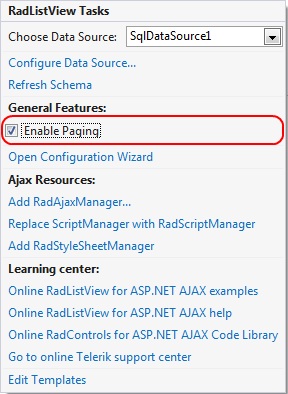 RadListView Tasks
Choose Data Source: SqlDataSource1
Configure Data Source...
Refresh Schema
General Features:
Enable Paging
Open Configuration Wizard
Ajax Resources:
Add RadAjaxManager...
Replace ScriptManager with RadScriptManager
Add RadStyleSheetManager
Learning center:
Online RadListView for ASP.NET AJAX examples
Online RadListView for ASP.NET AJAX help
Online RadControls for ASP.NET AJAX Code Library
Go to online Telerik support center
Edit Templates